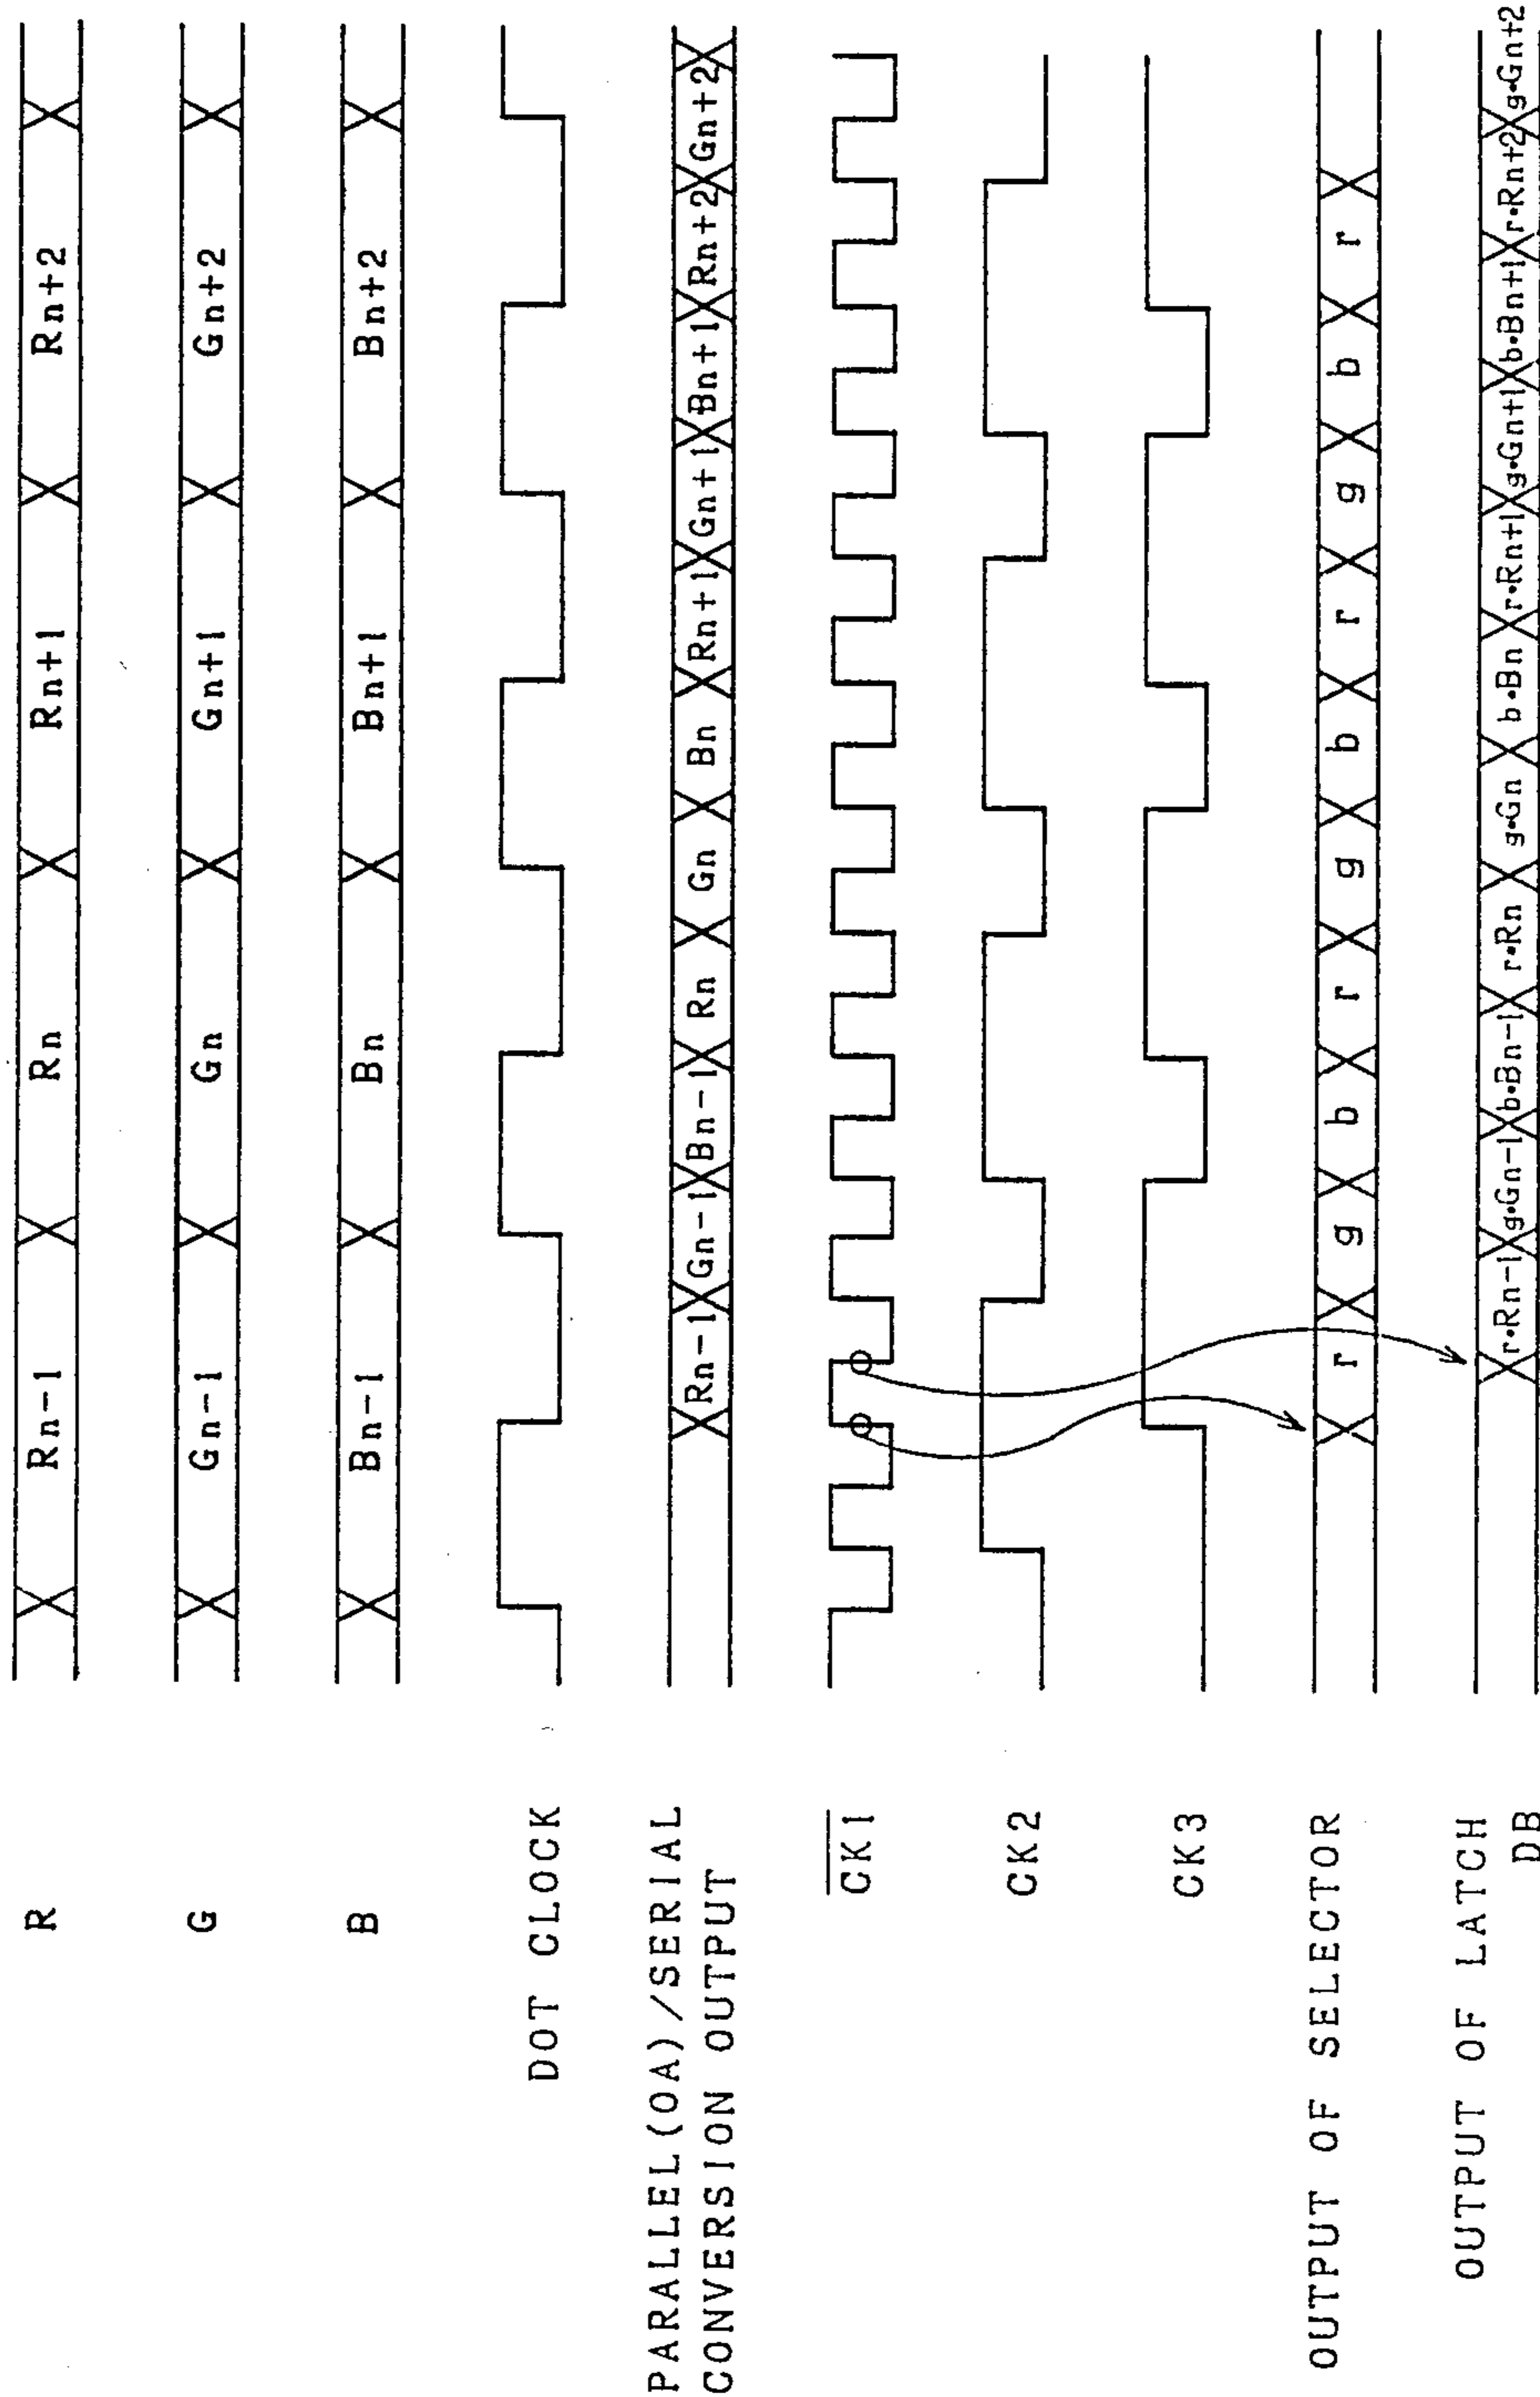 R Rn-1 Rn Rn+1 Rn+2
G Gn-1 Gn Gn+1 Gn+2
B Bn-1 Bn Bn+1 Bn+2
DOT CLOCK
PARALLEL(OA)/SERIAL
CONVERSION OUTPUT
Rn-1 Gn-1 Bn-1 Rn Gn Bn Rn+1 Gn+1 Bn+1 Rn+2 Gn+2
CK1
CK2
CK3
OUTPUT OF SELECTOR r g b r g b r g b r
OUTPUT OF LATCH
DB
r•Rn-1 g•Gn-1 b•Bn-1 r•Rn g•Gn b•Bn r•Rn+1 g•Gn+1 b•Bn+1 r•Rn+2 g•Gn+2